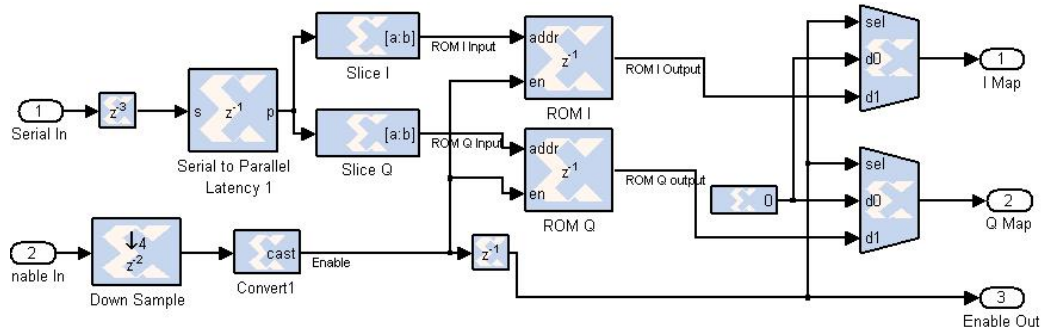 sel
d0
d1
1
I Map
[a:b]
Slice I
ROM I Input
addr
en
z⁻¹
ROM I
ROM I Output
1
Serial In
z⁻³
s
z⁻¹
p
Serial to Parallel
Latency 1
[a:b]
Slice Q
ROM Q Input
addr
en
z⁻¹
ROM Q
ROM Q output
0
sel
d0
d1
2
Q Map
2
nable In
↓4
z⁻²
Down Sample
cast
Convert1
Enable
z⁻¹
3
Enable Out